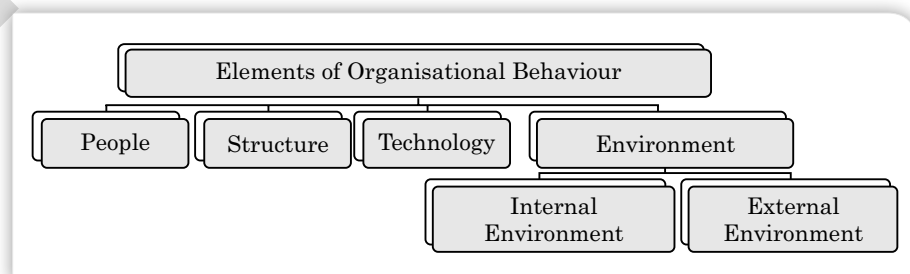 Elements of Organisational Behaviour
People
Structure
Technology
Environment
Internal
Environment
External
Environment